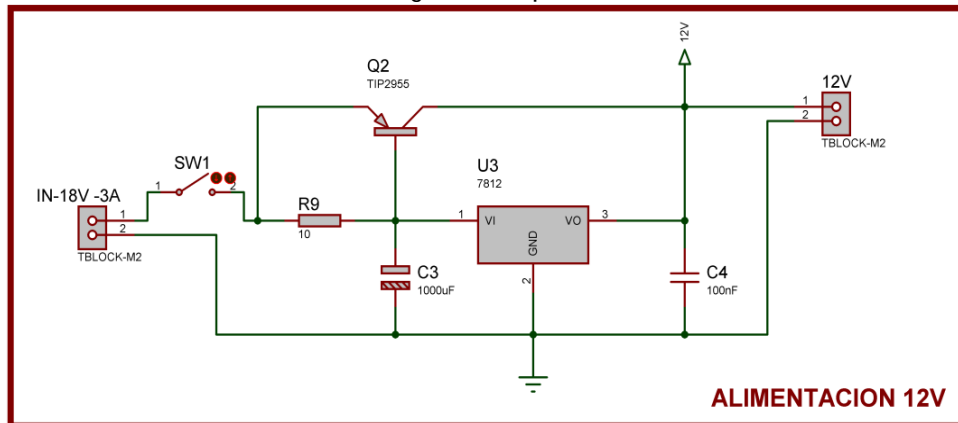 12V
Q2
TIP2955
12V
1
2
TBLOCK-M2
SW1
1
2
U3
7812
IN-18V -3A
1
2
TBLOCK-M2
R9
10
1
VI
VO
3
GND
2
C3
1000uF
C4
100nF
ALIMENTACION 12V